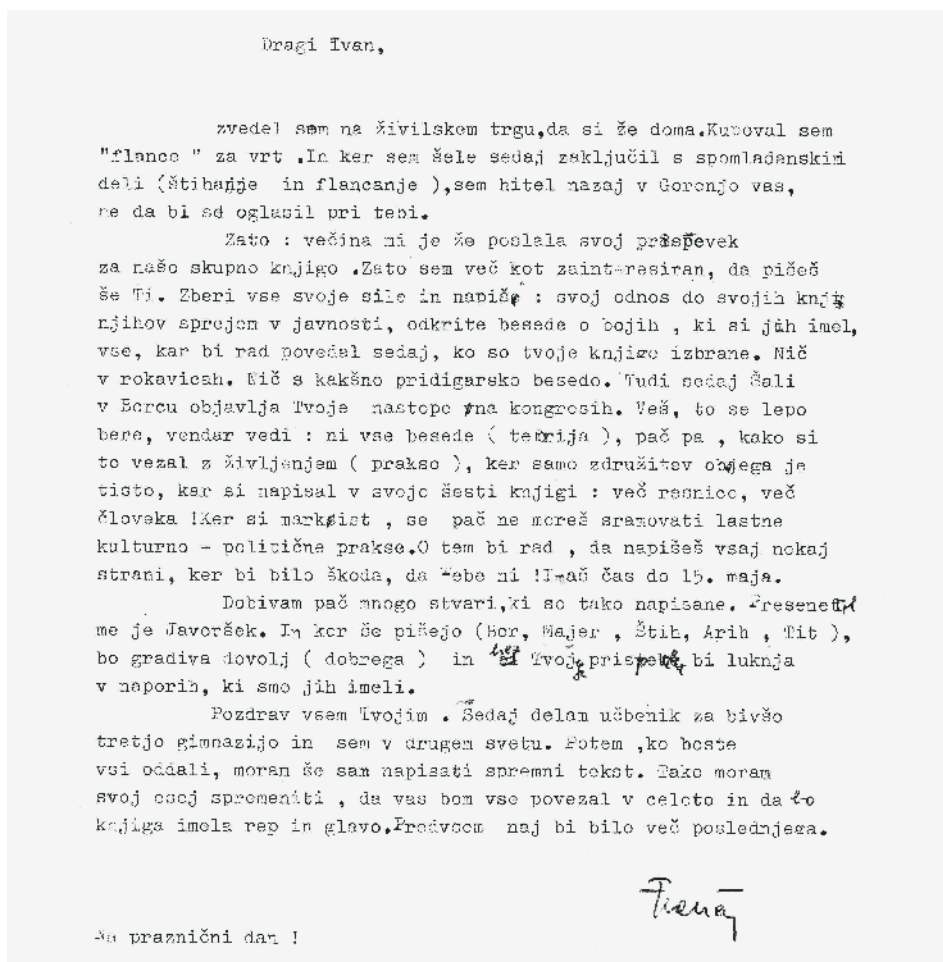 Dragi Ivan,
zvedel sem na živilskem trgu,da si že doma.Kupoval sem
"flance " za vrt .In ker sem šele sedaj zaključil s spomladanskimi
deli (štihanje in flancanje ),sem hitel nazaj v Gorenjo vas,
ne da bi sd oglasil pri tebi.
Zato : večina mi je že poslala svoj prispevek
za našo skupno knjigo .Zato sem več kot zainteresiran, da pišeš
še Ti. Zberi vse svoje sile in napiši : svoj odnos do svojih knjig
njihov sprejem v javnosti, odkrite besede o bojih , ki si jih imel,
vse, kar bi rad povedal sedaj, ko so tvoje knjige izbrane. Nič
v rokavicah. Nič s kakšno pridigarsko besedo. Tudi sedaj Šali
v Borcu objavlja Tvoje nastope na kongresih. Veš, to se lepo
bere, vendar vedi : ni vse besede ( teorija ), pač pa , kako si
to vezal z življenjem ( prakso ), ker samo združitev obojega je
tisto, kar si napisal v svoje šesti knjigi : več resnice, več
človeka !Ker si marksist , se pač ne moreš sramovati lastne
kulturno - politične prakse.O tem bi rad , da napišeš vsaj nekaj
strani, ker bi bilo škoda, da Tebe ni !Imaš čas do 15. maja.
Dobivam pač mnogo stvari,ki so tako napisane. Presenetil
me je Javoršek. In ker še pišejo (Bor, Majer , Štih, Arih , Tit ),
bo gradiva dovolj ( dobrega ) in brez Tvojega prispevka bi luknja
v naporih, ki smo jih imeli.
Pozdrav vsem Tvojim . Sedaj delam učbenik za bivšo
tretjo gimnazijo in sem v drugem svetu. Potem ,ko boste
vsi oddali, moram še sam napisati spremni tekst. Tako moram
svoj esej spremeniti , da vas bom vse povezal v celoto in da bo
knjiga imela rep in glavo.Predvsem naj bi bilo več poslednjega.
Na praznični dan !